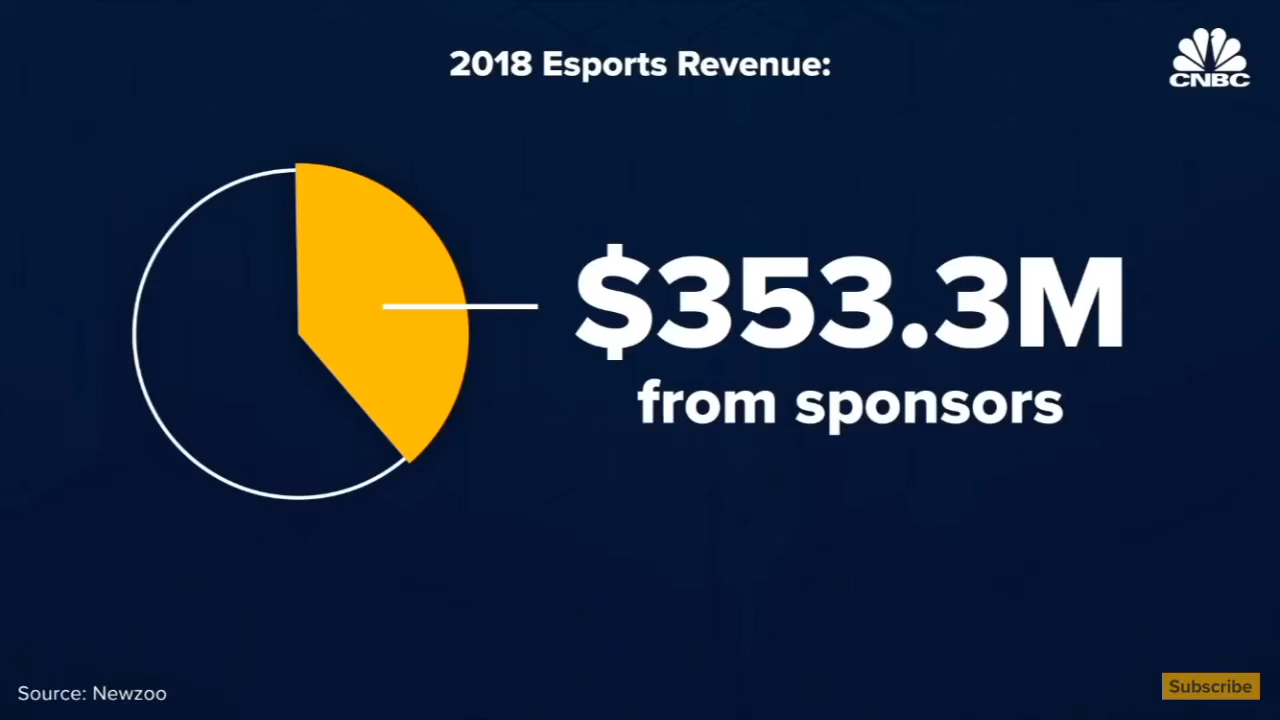 2018 Esports Revenue:
CNBC
$353.3M
from sponsors
Source: Newzoo
Subscribe